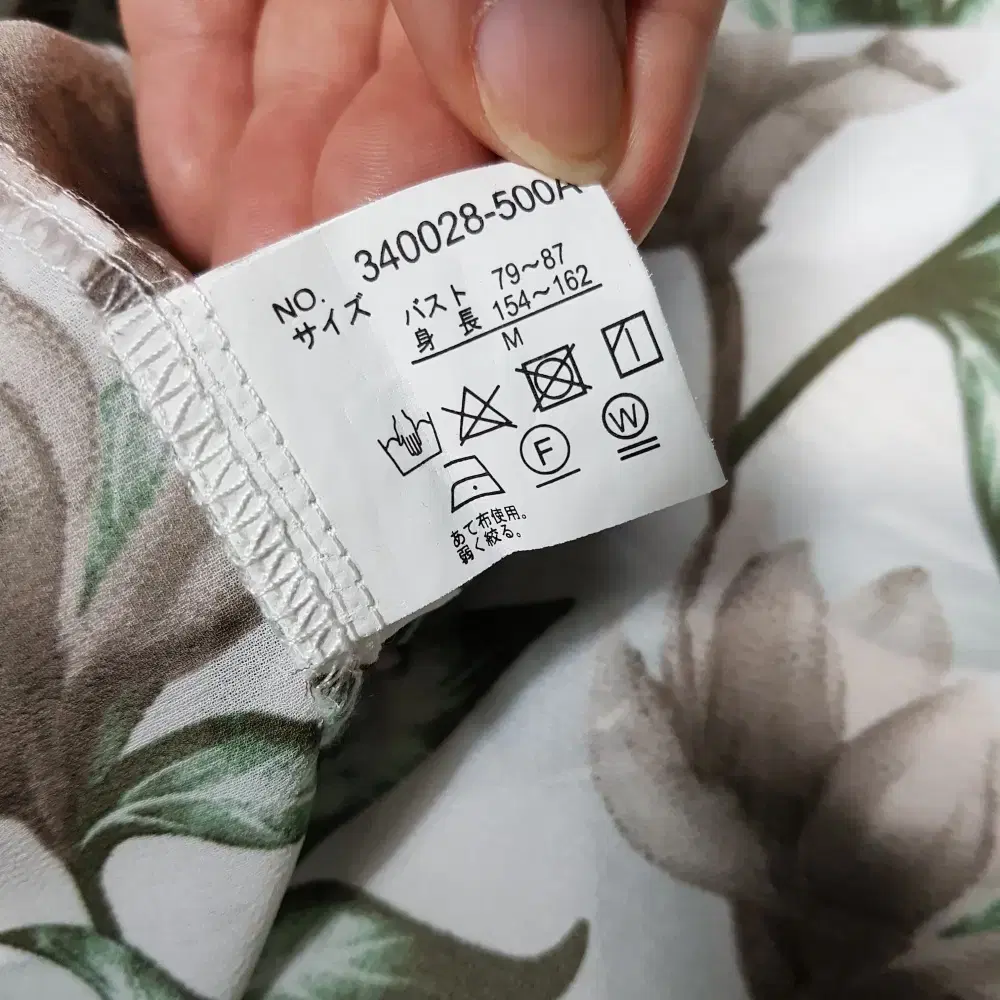 NO. 340028-500A
サイズ バスト 79~87
身 長 154~162
M
F
W
あて布使用。
弱く絞る。